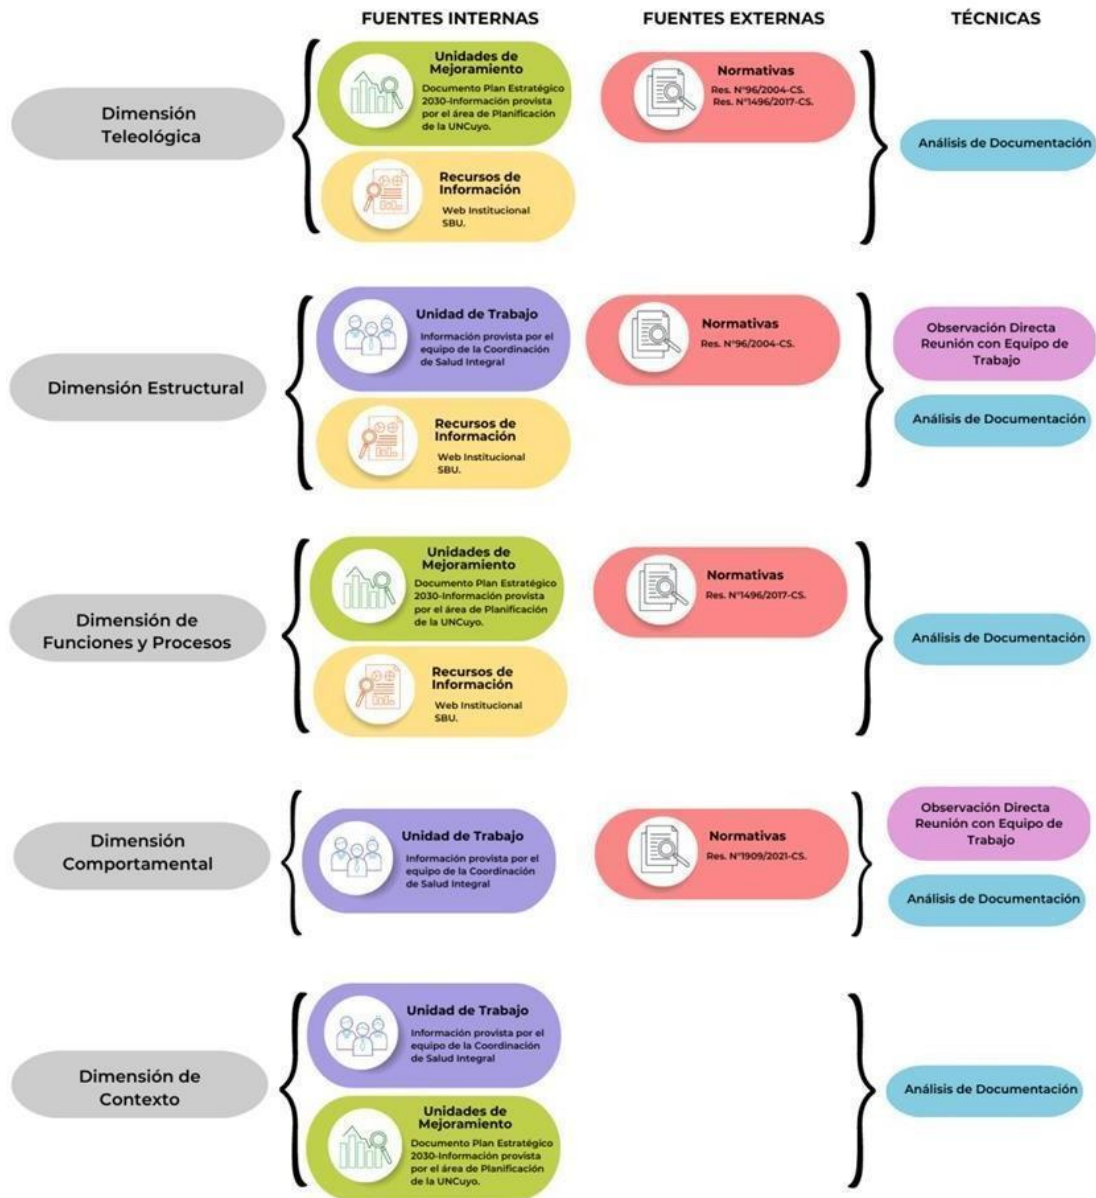 FUENTES INTERNAS
FUENTES EXTERNAS
TÉCNICAS
Dimensión
Teleológica
Unidades de
Mejoramiento
Documento Plan Estratégico
2030-Información provista
por el área de Planificación
de la UNCuyo.
Recursos de
Información
Web Institucional
SBU.
Normativas
Res. N°96/2004-CS.
Res. N°1496/2017-CS.
Análisis de Documentación
Dimensión Estructural
Unidad de Trabajo
Información provista por el
equipo de la Coordinación
de Salud Integral
Recursos de
Información
Web Institucional
SBU.
Normativas
Res. N°96/2004-CS.
Observación Directa
Reunión con Equipo de
Trabajo
Análisis de Documentación
Dimensión de
Funciones y Procesos
Unidades de
Mejoramiento
Documento Plan Estratégico
2030-Información provista
por el área de Planificación
de la UNCuyo.
Recursos de
Información
Web Institucional
SBU.
Normativas
Res. N°1496/2017-CS.
Análisis de Documentación
Dimensión
Comportamental
Unidad de Trabajo
Información provista por el
equipo de la Coordinación
de Salud Integral
Normativas
Res. N°1909/2021-CS.
Observación Directa
Reunión con Equipo de
Trabajo
Análisis de Documentación
Dimensión de
Contexto
Unidad de Trabajo
Información provista por el
equipo de la Coordinación
de Salud Integral
Unidades de
Mejoramiento
Documento Plan Estratégico
2030-Información provista
por el área de Planificación
de la UNCuyo.
Análisis de Documentación